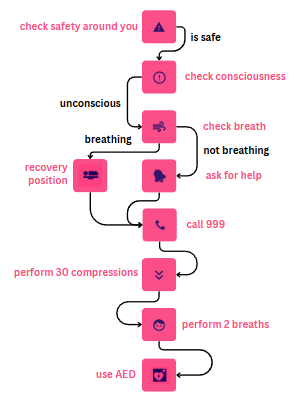 check safety around you
is safe
check consciousness
unconscious
check breath
breathing
not breathing
recovery
position
ask for help
call 999
perform 30 compressions
perform 2 breaths
use AED